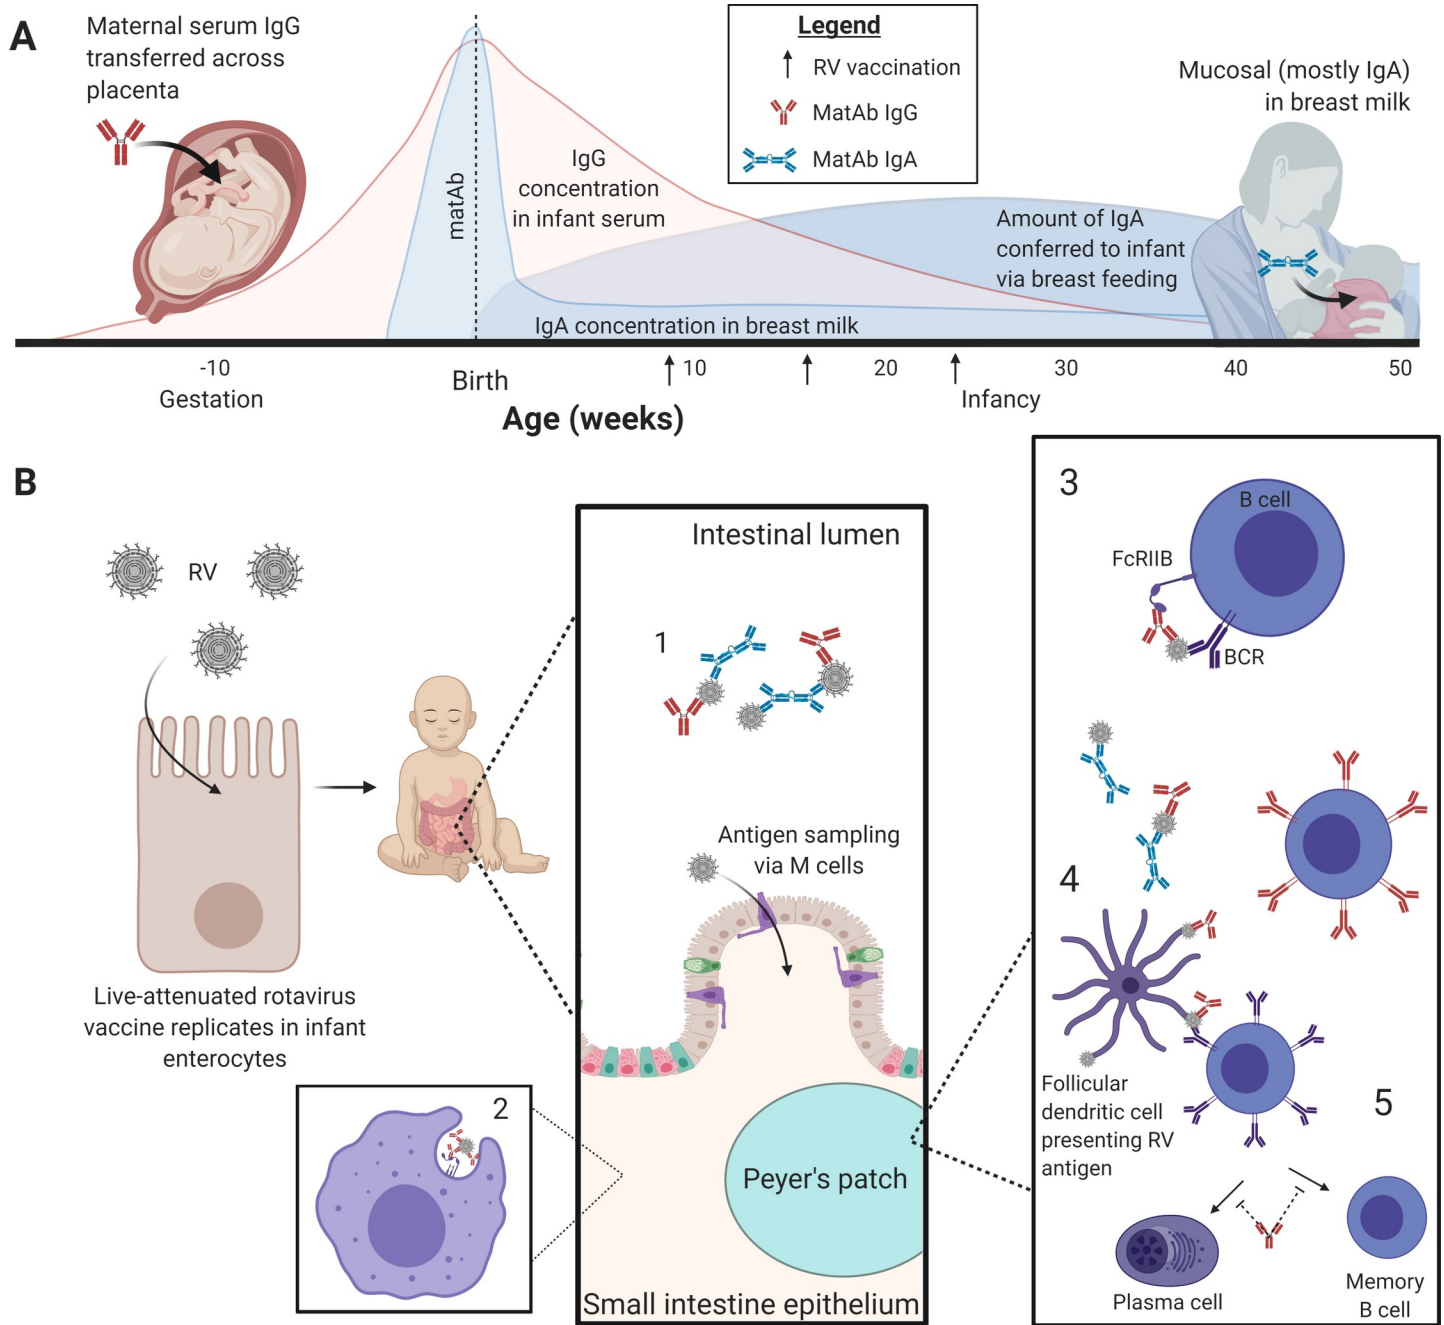 A
Maternal serum IgG
transferred across
placenta
matAb
IgG
concentration
in infant serum
Legend
RV vaccination
MatAb IgG
MatAb IgA
Mucosal (mostly IgA)
in breast milk
Amount of IgA
conferred to infant
via breast feeding
IgA concentration in breast milk
-10
Birth
10
20
30
40
50
Gestation
Infancy
Age (weeks)
B
RV
Live-attenuated rotavirus
vaccine replicates in infant
enterocytes
2
Intestinal lumen
1
Antigen sampling
via M cells
Peyer's patch
Small intestine epithelium
3
B cell
FcRIIB
BCR
4
Follicular
dendritic cell
presenting RV
antigen
5
Plasma cell
Memory
B cell